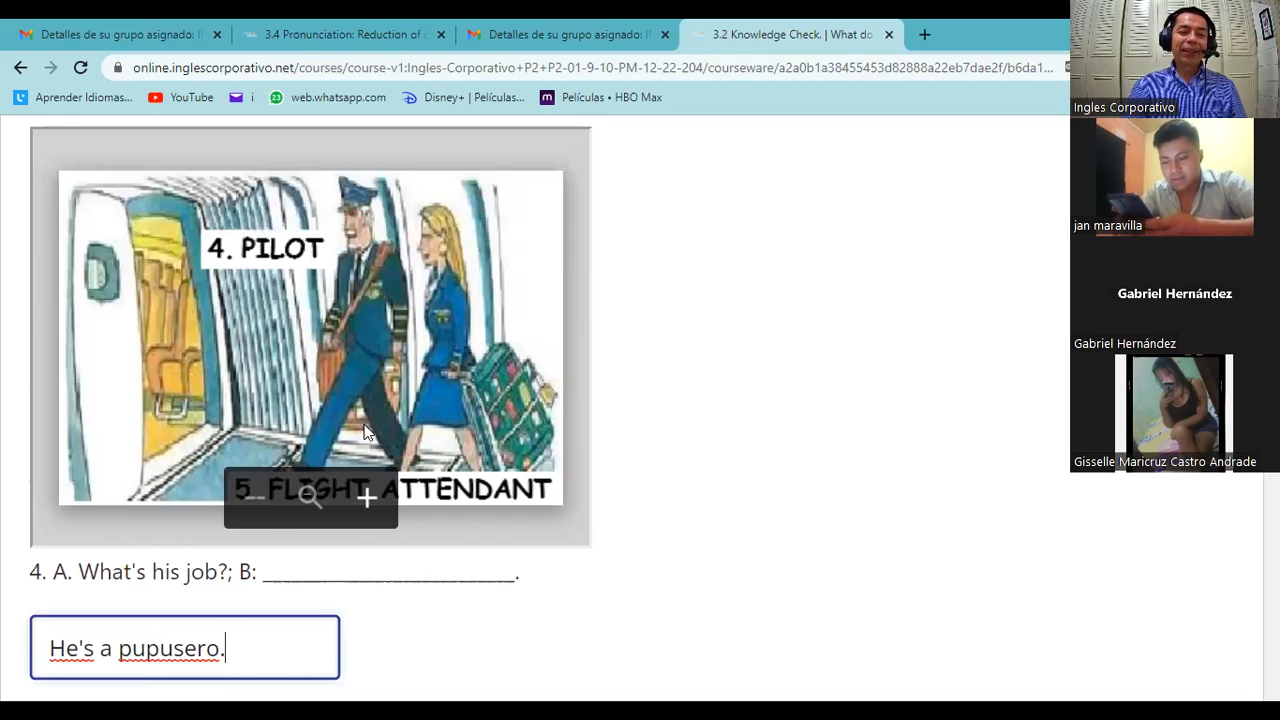 Detalles de su grupo asignado: I
3.4 Pronunciation: Reduction of
Detalles de su grupo asignado: I
3.2 Knowledge Check. | What do
online.inglescorporativo.net/courses/course-v1:Ingles-Corporativo+P2+P2-01-9-10-PM-12-22-204/courseware/a2a0b1a38455453d82888a22eb7dae2f/b6da1...
Aprender Idiomas...
YouTube
i
23
web.whatsapp.com
Disney+ | Películas...
Películas · HBO Max
4. PILOT
5. FLIGHT ATTENDANT
4. A. What's his job?; B: ________________________.
He's a pupusero.
Ingles Corporativo
jan maravilla
Gabriel Hernández
Gabriel Hernández
Gisselle Maricruz Castro Andrade